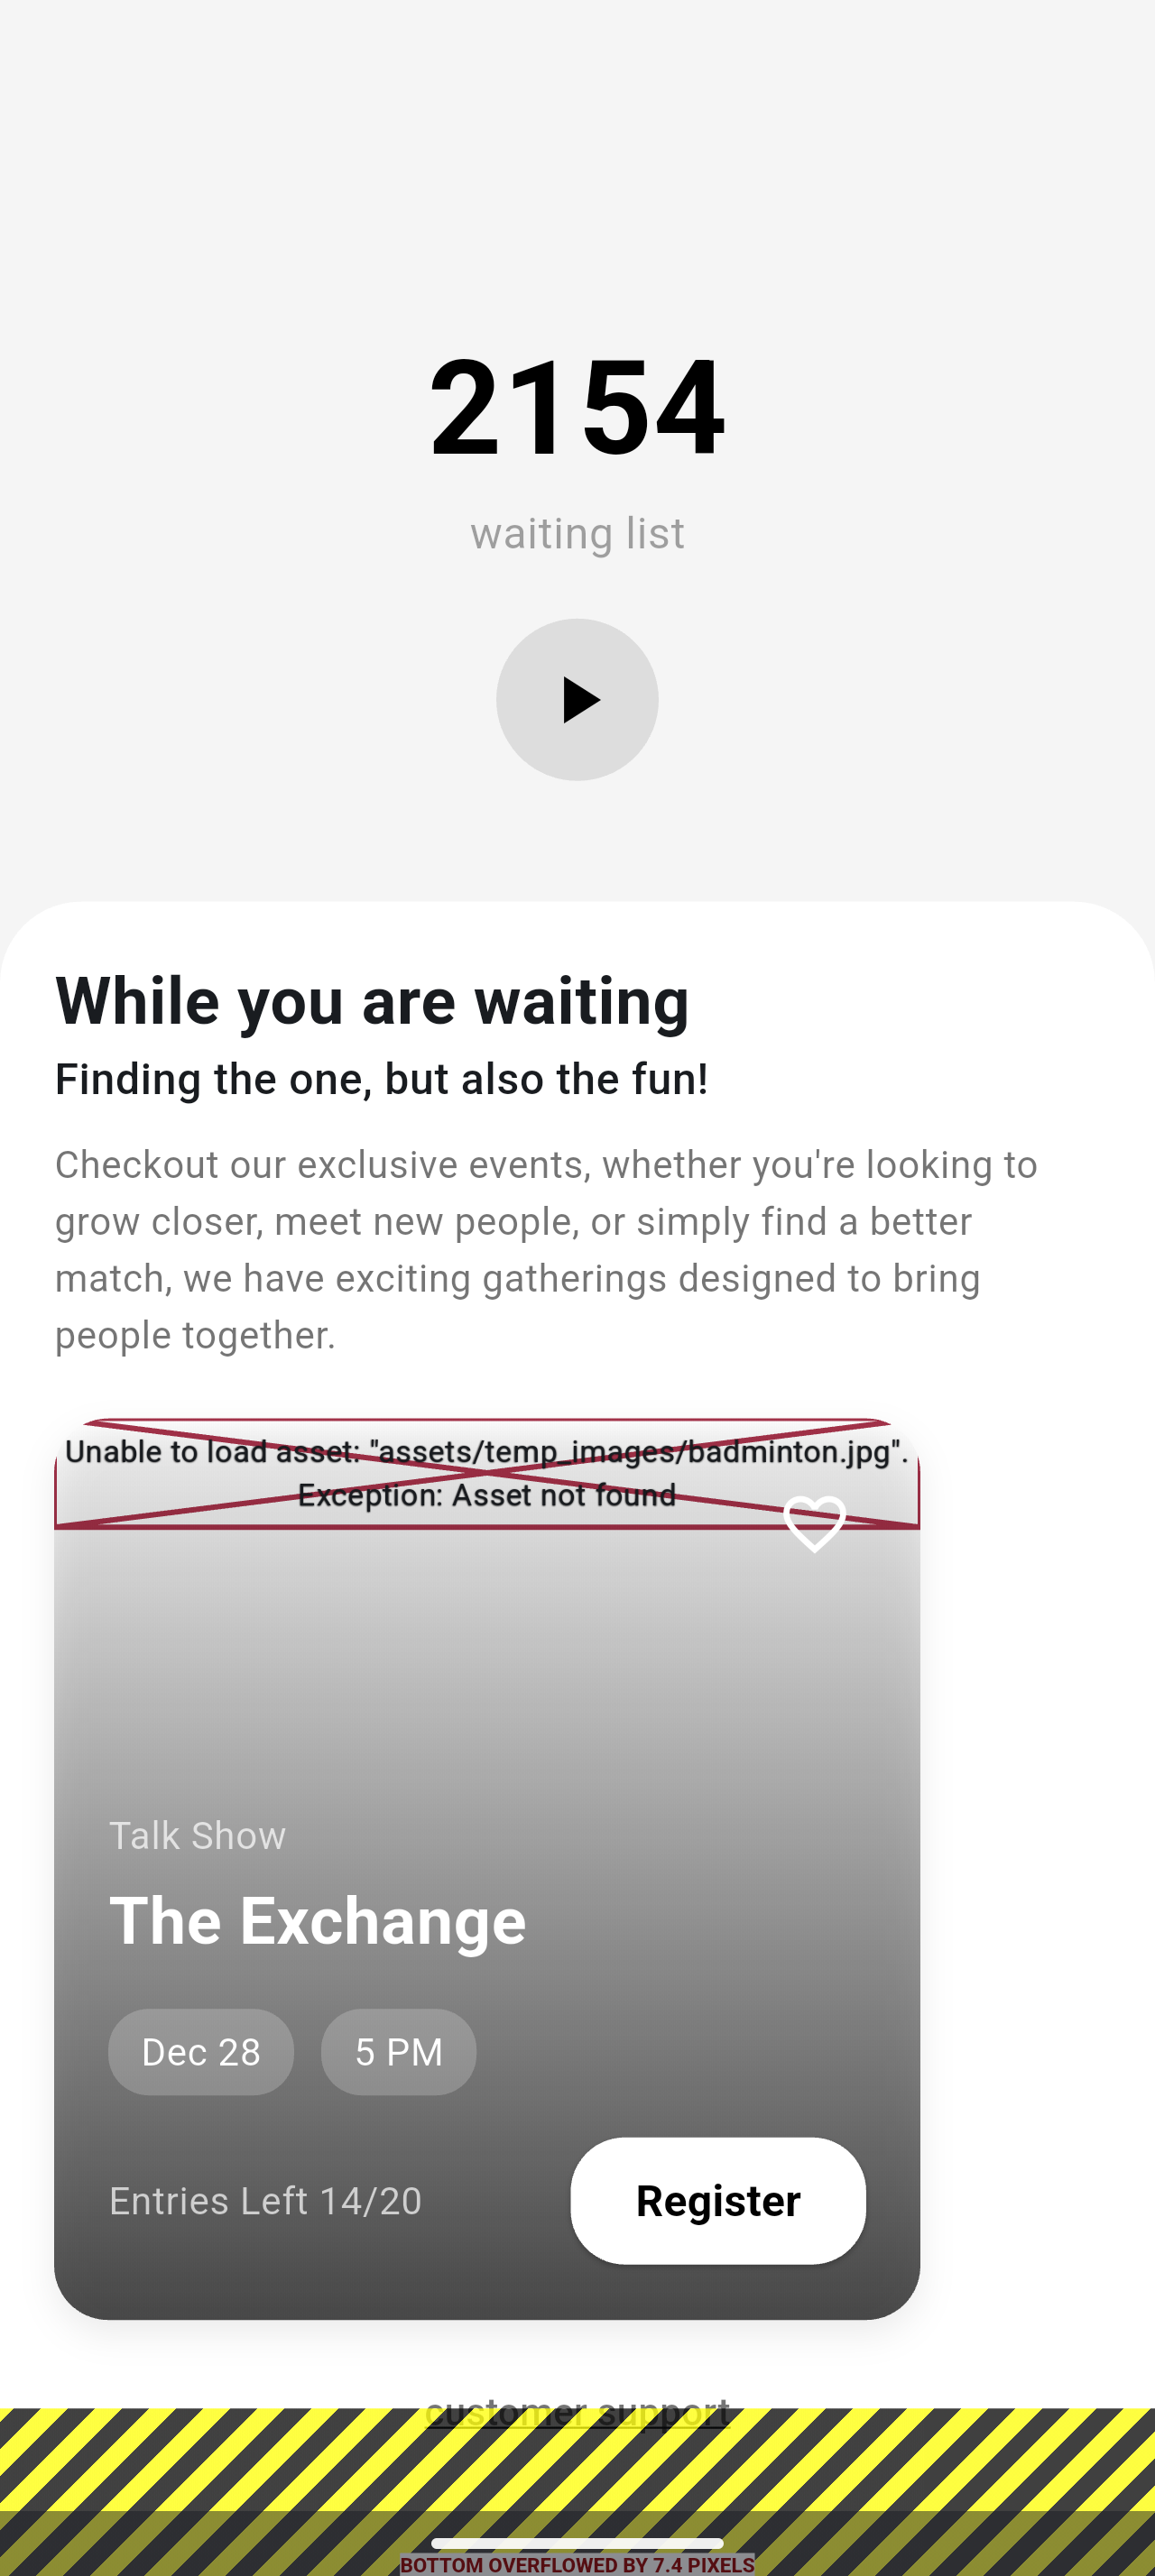 2154
waiting list
While you are waiting
Finding the one, but also the fun!
Checkout our exclusive events, whether you're looking to
grow closer, meet new people, or simply find a better
match, we have exciting gatherings designed to bring
people together.
Unable to load asset: "assets/temp_images/badminton.jpg".
Exception: Asset not found
Talk Show
The Exchange
Dec 28
5 PM
Entries Left 14/20
Register
customer support
BOTTOM OVERFLOWED BY 7.4 PIXELS